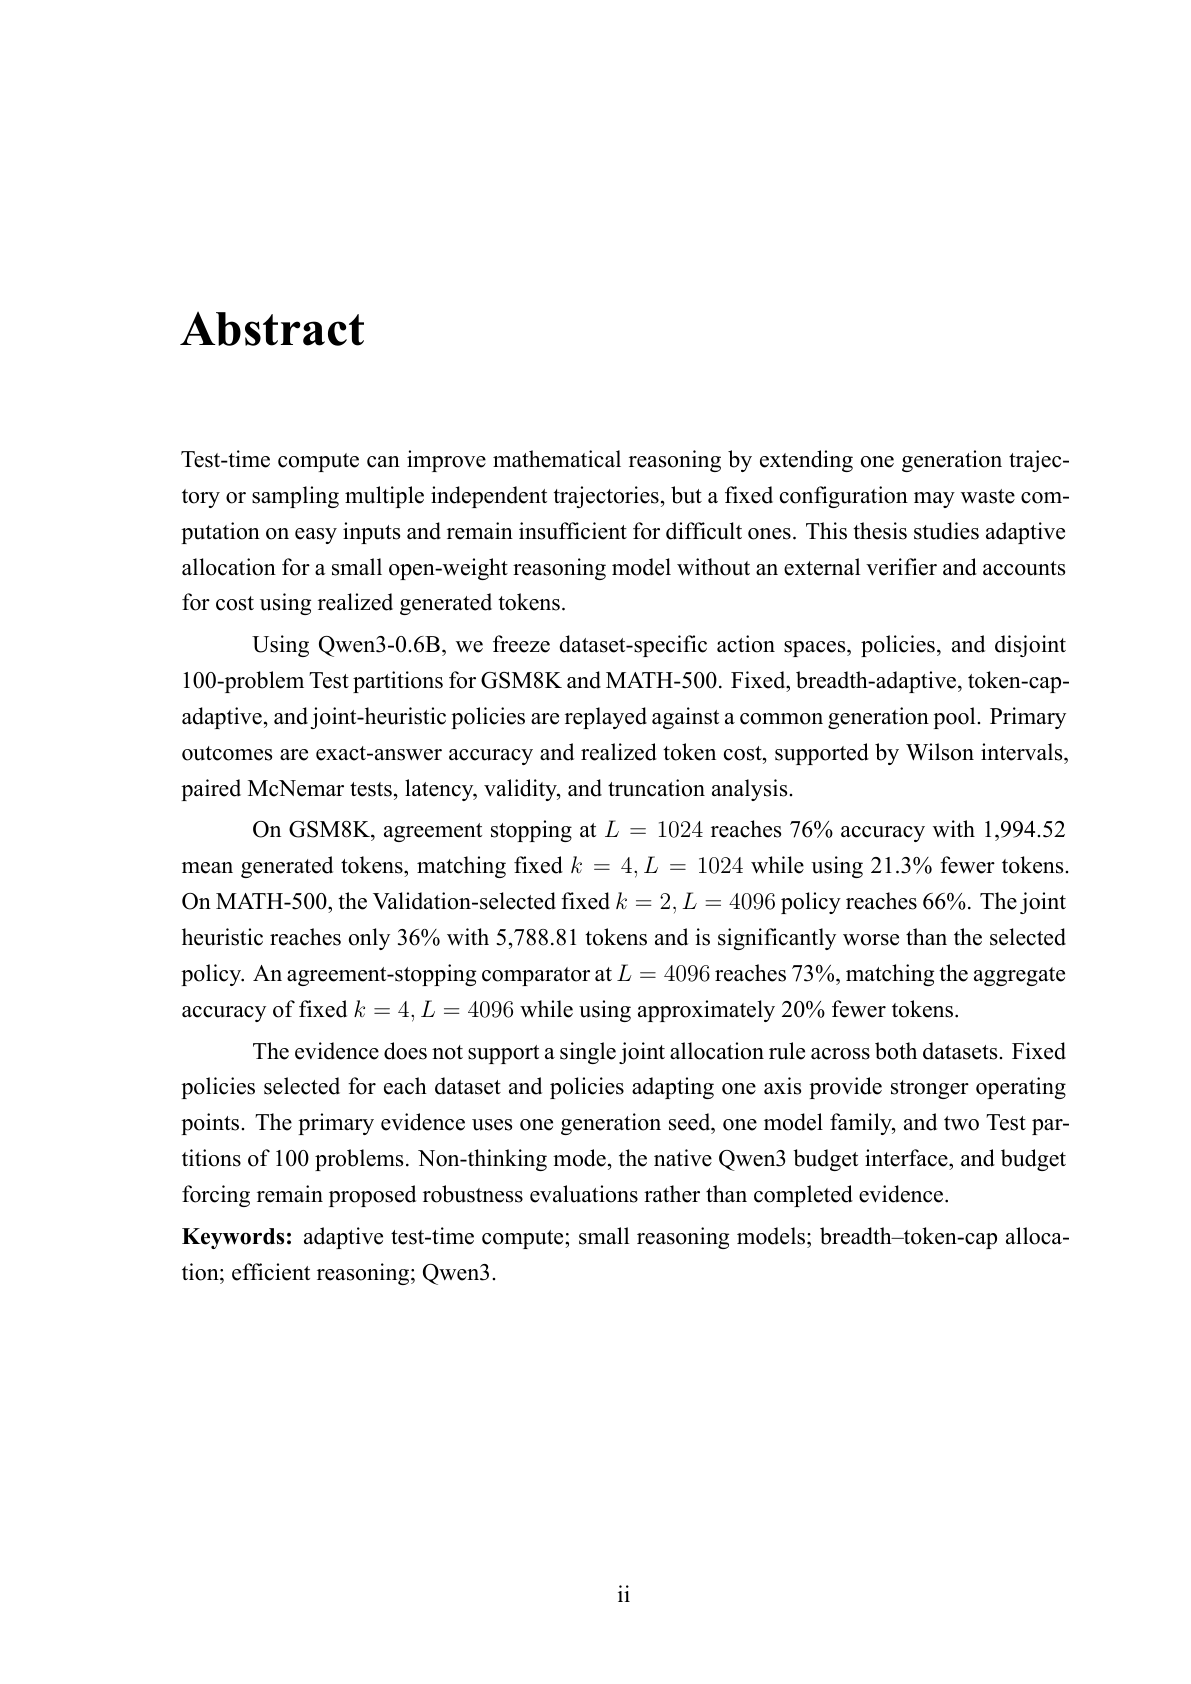 Abstract
Test-time compute can improve mathematical reasoning by extending one generation trajec-
tory or sampling multiple independent trajectories, but a fixed configuration may waste com-
putation on easy inputs and remain insufficient for difficult ones. This thesis studies adaptive
allocation for a small open-weight reasoning model without an external verifier and accounts
for cost using realized generated tokens.
Using Qwen3-0.6B, we freeze dataset-specific action spaces, policies, and disjoint
100-problem Test partitions for GSM8K and MATH-500. Fixed, breadth-adaptive, token-cap-
adaptive, and joint-heuristic policies are replayed against a common generation pool. Primary
outcomes are exact-answer accuracy and realized token cost, supported by Wilson intervals,
paired McNemar tests, latency, validity, and truncation analysis.
On GSM8K, agreement stopping at L = 1024 reaches 76% accuracy with 1,994.52
mean generated tokens, matching fixed k = 4, L = 1024 while using 21.3% fewer tokens.
On MATH-500, the Validation-selected fixed k = 2, L = 4096 policy reaches 66%. The joint
heuristic reaches only 36% with 5,788.81 tokens and is significantly worse than the selected
policy. An agreement-stopping comparator at L = 4096 reaches 73%, matching the aggregate
accuracy of fixed k = 4, L = 4096 while using approximately 20% fewer tokens.
The evidence does not support a single joint allocation rule across both datasets. Fixed
policies selected for each dataset and policies adapting one axis provide stronger operating
points. The primary evidence uses one generation seed, one model family, and two Test par-
titions of 100 problems. Non-thinking mode, the native Qwen3 budget interface, and budget
forcing remain proposed robustness evaluations rather than completed evidence.
Keywords: adaptive test-time compute; small reasoning models; breadth–token-cap alloca-
tion; efficient reasoning; Qwen3.
ii